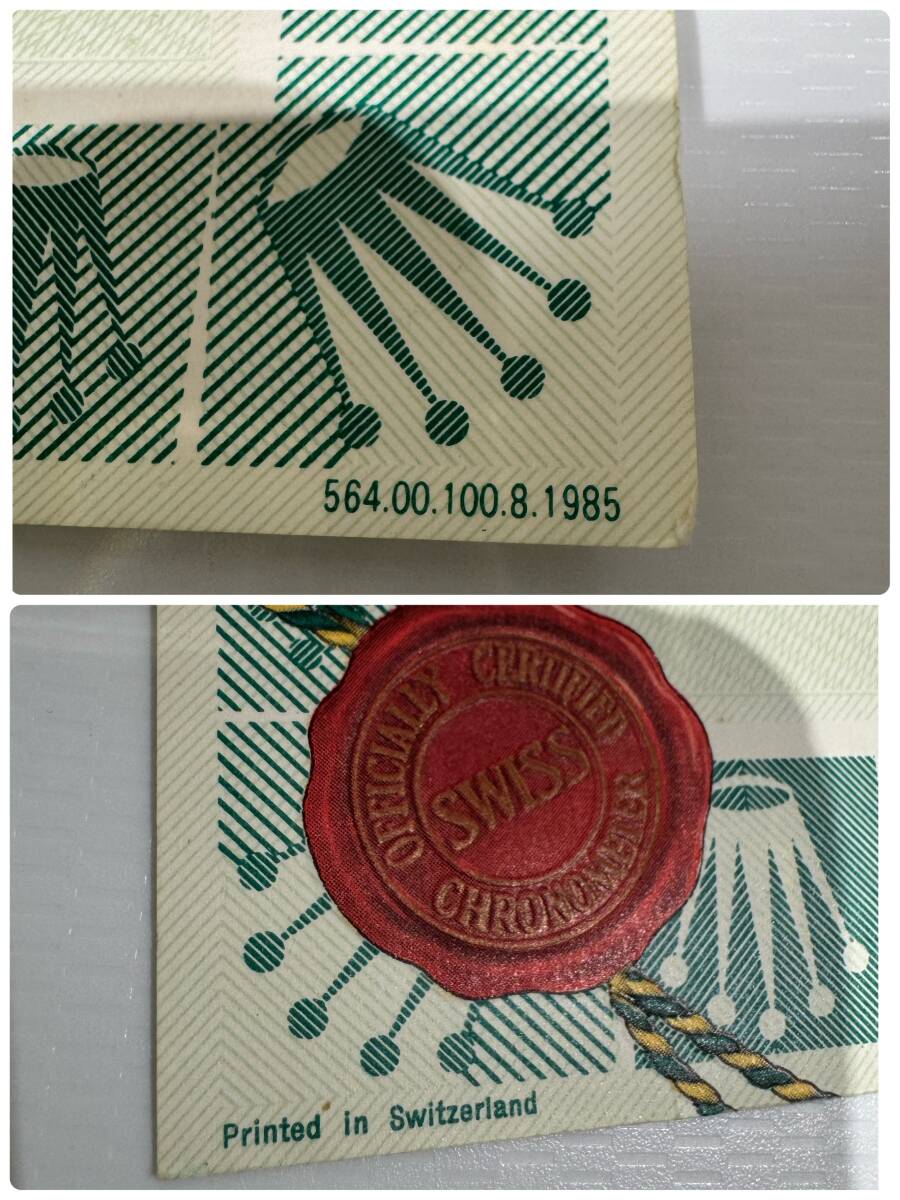 564.00.100.8.1985
OFFICIALLY CERTIFIED
SWISS
CHRONOMETER
Printed in Switzerland